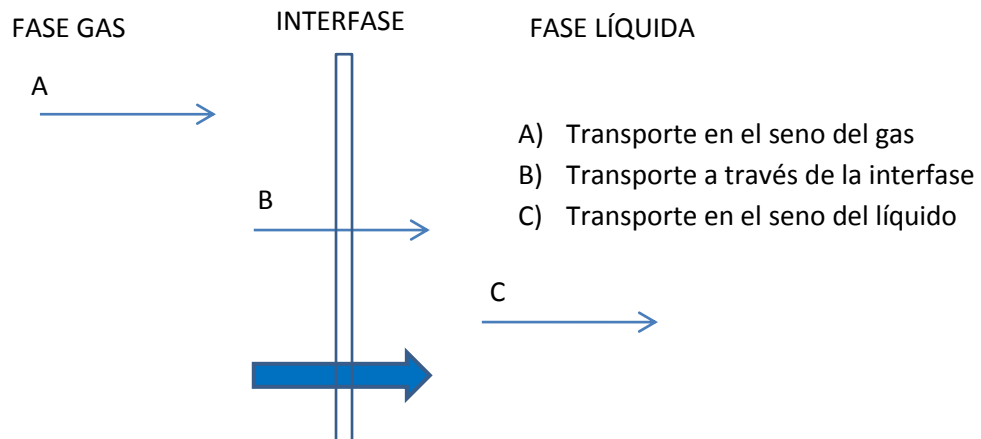 FASE GAS
INTERFASE
FASE LÍQUIDA
A
A) Transporte en el seno del gas
B) Transporte a través de la interfase
C) Transporte en el seno del líquido
B
C